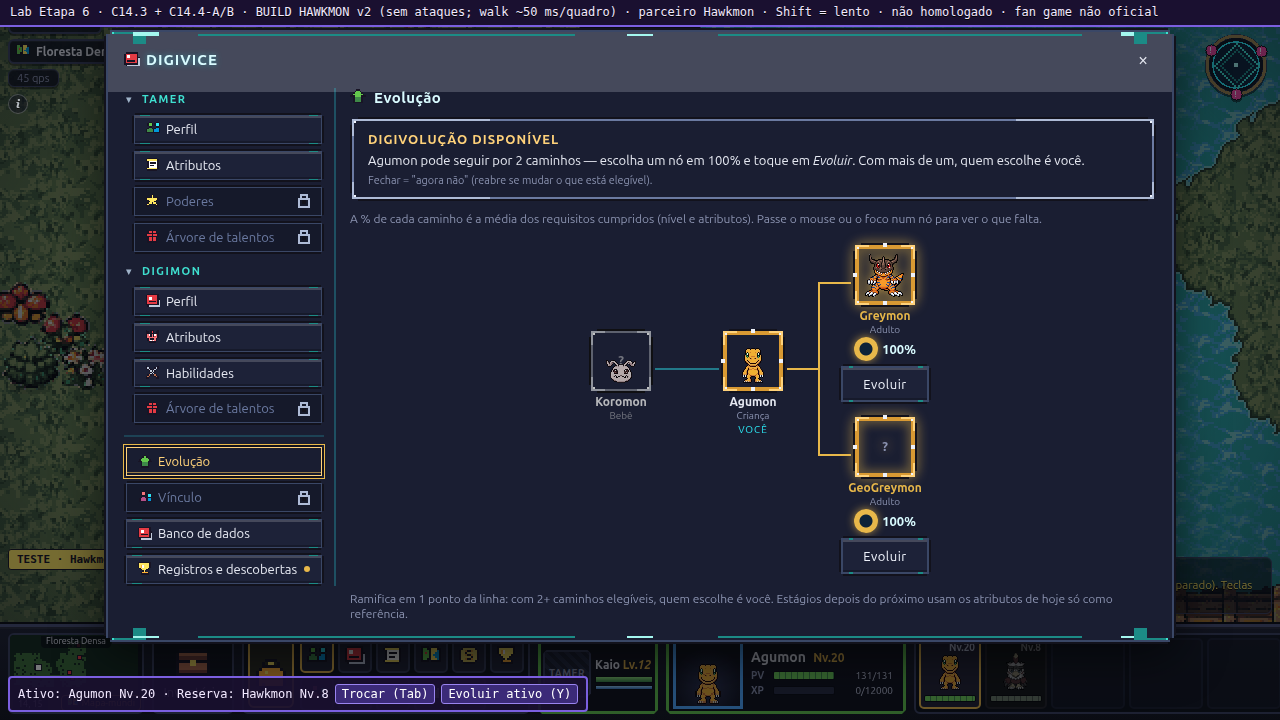 Lab Etapa 6 · C14.3 + C14.4-A/B · BUILD HAWKMON v2 (sem ataques; walk ~50 ms/quadro) · parceiro Hawkmon · Shift = lento · não homologado · fan game não oficial
Floresta Der
45 qps
i
DIGIVICE
×
▼ TAMER
Perfil
Atributos
Poderes
Árvore de talentos
▼ DIGIMON
Perfil
Atributos
Habilidades
Árvore de talentos
Evolução
Vínculo
Banco de dados
Registros e descobertas
Evolução
DIGIVOLUÇÃO DISPONÍVEL
Agumon pode seguir por 2 caminhos — escolha um nó em 100% e toque em Evoluir. Com mais de um, quem escolhe é você.
Fechar = "agora não" (reabre se mudar o que está elegível).
A % de cada caminho é a média dos requisitos cumpridos (nível e atributos). Passe o mouse ou o foco num nó para ver o que falta.
Greymon
Adulto
100%
Evoluir
?
Koromon
Bebê
Agumon
Criança
VOCÊ
?
GeoGreymon
Adulto
100%
Evoluir
Ramifica em 1 ponto da linha: com 2+ caminhos elegíveis, quem escolhe é você. Estágios depois do próximo usam os atributos de hoje só como
referência.
TESTE · Hawkm
parado). Teclas
Floresta Densa
TAMER
Kaio Lv.12
Agumon Nv.20
PV 131/131
XP 0/12000
Nv.20
Nv.8
Ativo: Agumon Nv.20 · Reserva: Hawkmon Nv.8 Trocar (Tab) Evoluir ativo (Y)